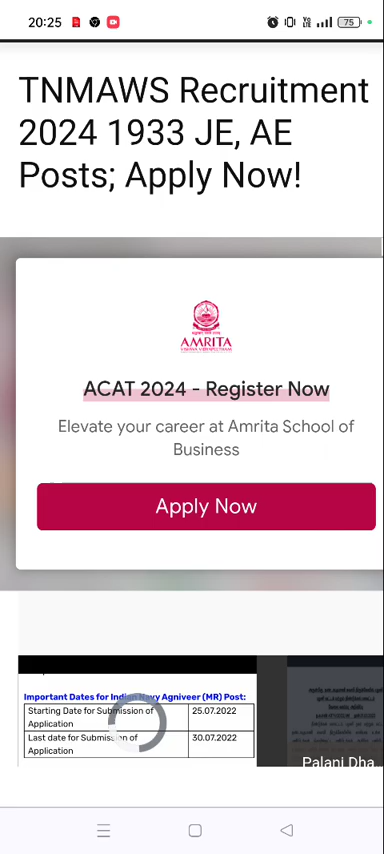 20:25
75
TNMAWS Recruitment
2024 1933 JE, AE
Posts; Apply Now!
AMRITA
VISHWA VIDYAPEETHAM
ACAT 2024 - Register Now
Elevate your career at Amrita School of
Business
Apply Now
Important Dates for Indian Navy Agniveer (MR) Post:
Starting Date for Submission of
Application
25.07.2022
Last date for Submission of
Application
30.07.2022
Palani Dha